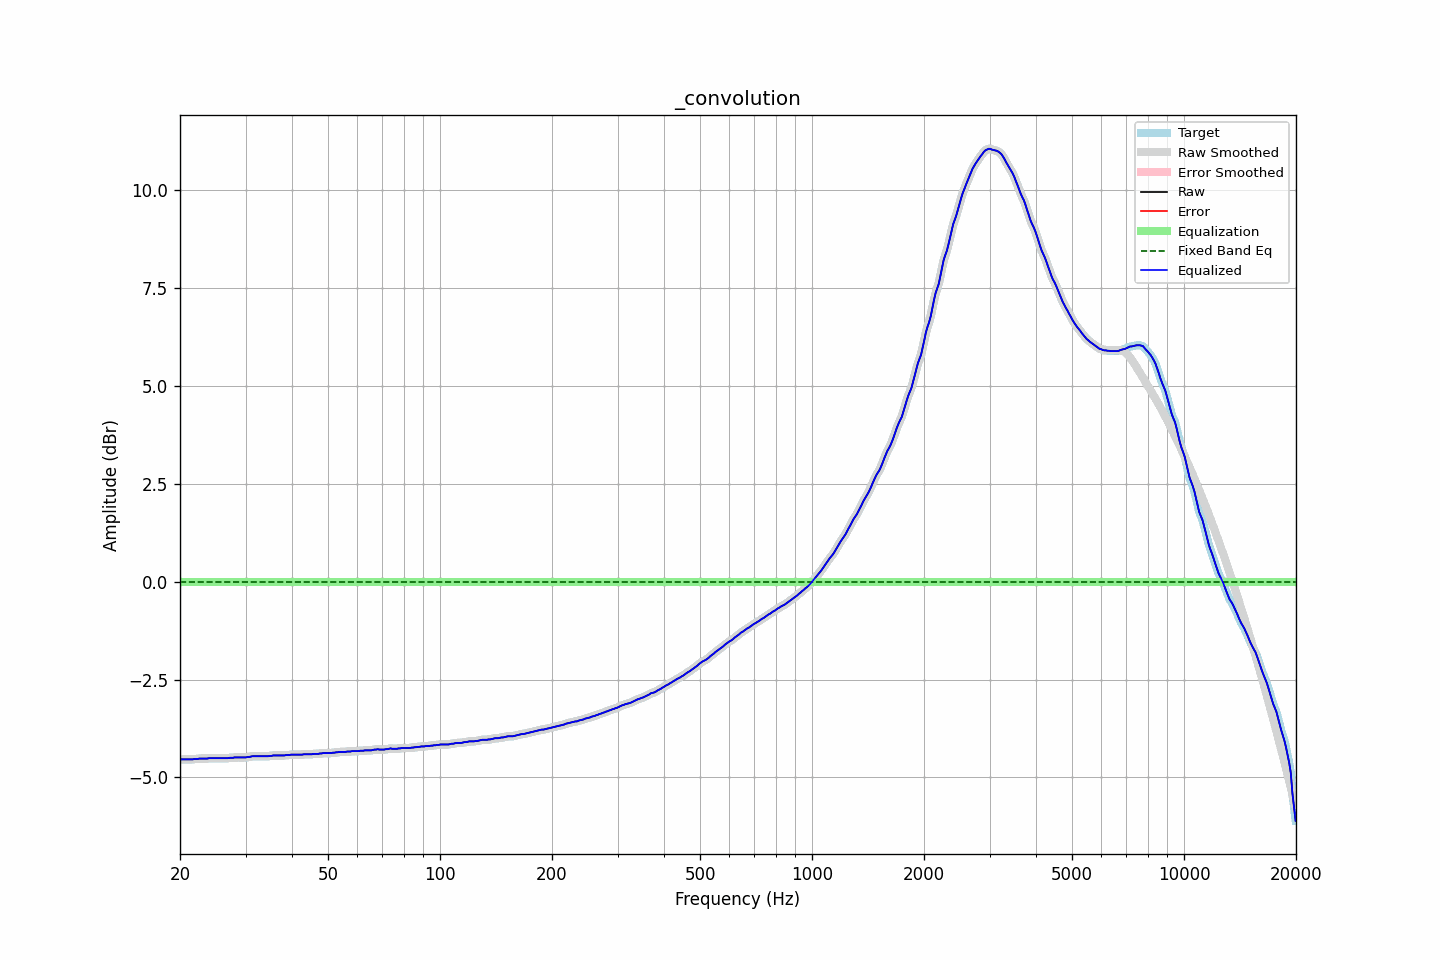 _convolution
Target
Raw Smoothed
Error Smoothed
Raw
Error
Equalization
Fixed Band Eq
Equalized
10.0
7.5
5.0
2.5
0.0
−2.5
−5.0
Amplitude (dBr)
20 50 100 200 500 1000 2000 5000 10000 20000
Frequency (Hz)